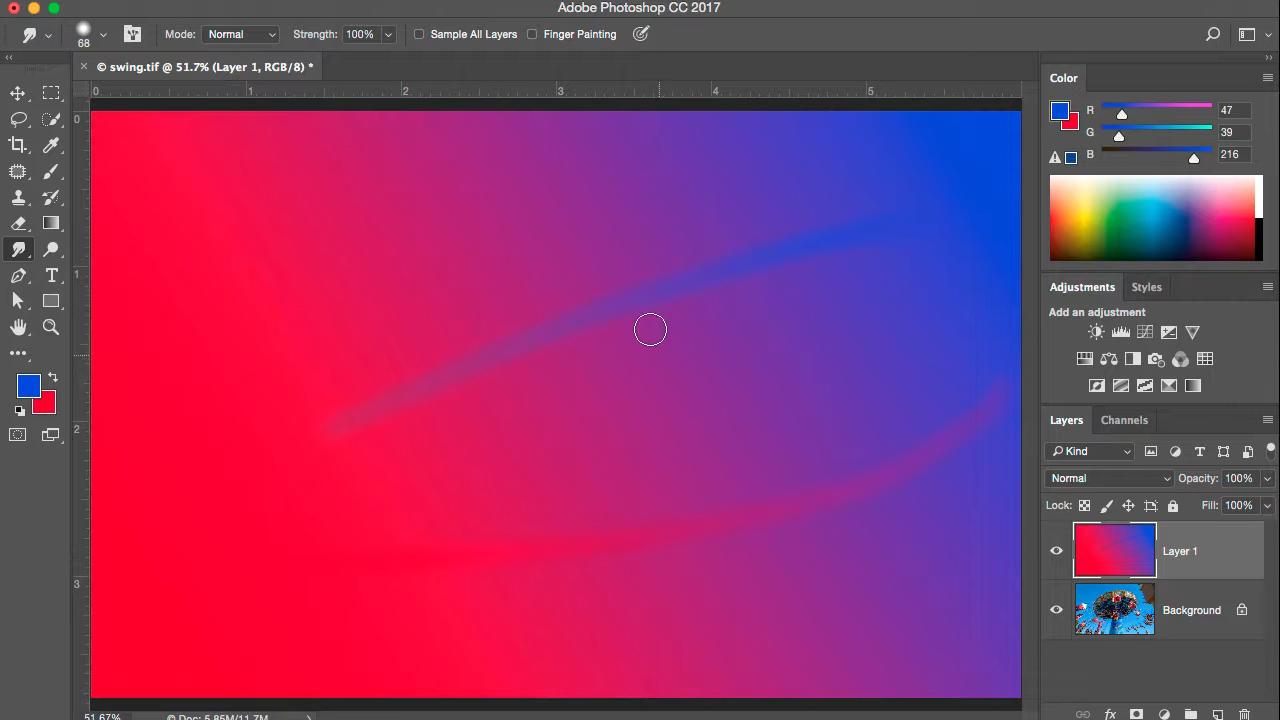 Adobe Photoshop CC 2017
68
Mode: Normal
Strength: 100%
Sample All Layers
Finger Painting
© swing.tif @ 51.7% (Layer 1, RGB/8) *
0 1 2 3 4 5
0
1
2
3
51.67%
Doc: 5.85M/11.7M
Color
R 47
G 39
B 216
Adjustments Styles
Add an adjustment
Layers Channels
Kind
Normal Opacity: 100%
Lock: Fill: 100%
Layer 1
Background
fx